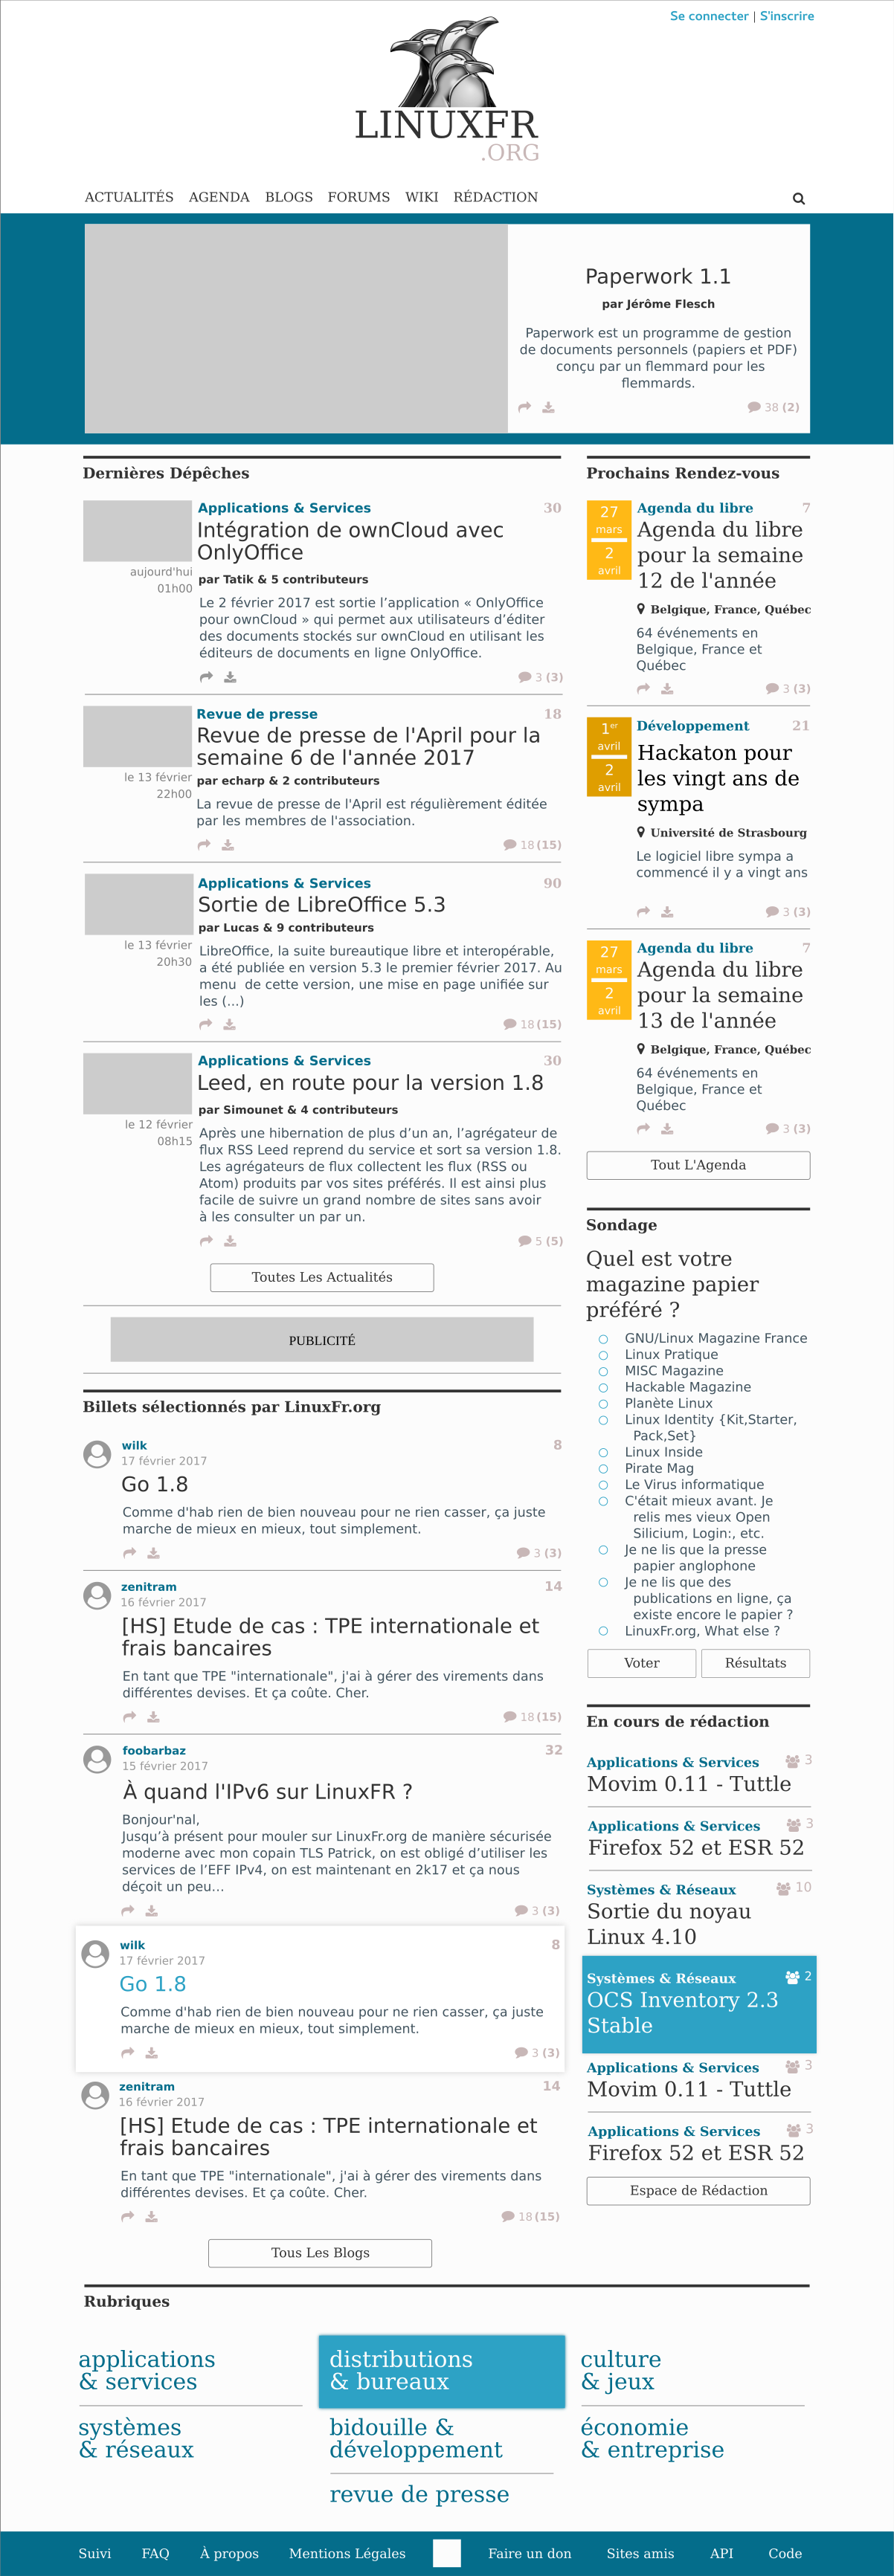 Se connecter | S'inscrire
LINUXFR
.ORG
ACTUALITÉS AGENDA BLOGS FORUMS WIKI RÉDACTION
Paperwork 1.1
par Jérôme Flesch
Paperwork est un programme de gestion
de documents personnels (papiers et PDF)
conçu par un flemmard pour les
flemmards.
38 (2)
Dernières Dépêches
Applications & Services 30
Intégration de ownCloud avec
OnlyOffice
aujourd'hui
01h00
par Tatik & 5 contributeurs
Le 2 février 2017 est sortie l’application « OnlyOffice
pour ownCloud » qui permet aux utilisateurs d’éditer
des documents stockés sur ownCloud en utilisant les
éditeurs de documents en ligne OnlyOffice.
3 (3)
Revue de presse 18
Revue de presse de l'April pour la
semaine 6 de l'année 2017
le 13 février
22h00
par echarp & 2 contributeurs
La revue de presse de l'April est régulièrement éditée
par les membres de l'association.
18 (15)
Applications & Services 90
Sortie de LibreOffice 5.3
par Lucas & 9 contributeurs
le 13 février
20h30
LibreOffice, la suite bureautique libre et interopérable,
a été publiée en version 5.3 le premier février 2017. Au
menu  de cette version, une mise en page unifiée sur
les (...)
18 (15)
Applications & Services 30
Leed, en route pour la version 1.8
par Simounet & 4 contributeurs
le 12 février
08h15
Après une hibernation de plus d’un an, l’agrégateur de
flux RSS Leed reprend du service et sort sa version 1.8.
Les agrégateurs de flux collectent les flux (RSS ou
Atom) produits par vos sites préférés. Il est ainsi plus
facile de suivre un grand nombre de sites sans avoir
à les consulter un par un.
5 (5)
Toutes Les Actualités
PUBLICITÉ
Billets sélectionnés par LinuxFr.org
wilk 8
17 février 2017
Go 1.8
Comme d'hab rien de bien nouveau pour ne rien casser, ça juste
marche de mieux en mieux, tout simplement.
3 (3)
zenitram 14
16 février 2017
[HS] Etude de cas : TPE internationale et
frais bancaires
En tant que TPE "internationale", j'ai à gérer des virements dans
différentes devises. Et ça coûte. Cher.
18 (15)
foobarbaz 32
15 février 2017
À quand l'IPv6 sur LinuxFR ?
Bonjour'nal,
Jusqu’à présent pour mouler sur LinuxFr.org de manière sécurisée
moderne avec mon copain TLS Patrick, on est obligé d’utiliser les
services de l’EFF IPv4, on est maintenant en 2k17 et ça nous
déçoit un peu…
3 (3)
wilk 8
17 février 2017
Go 1.8
Comme d'hab rien de bien nouveau pour ne rien casser, ça juste
marche de mieux en mieux, tout simplement.
3 (3)
zenitram 14
16 février 2017
[HS] Etude de cas : TPE internationale et
frais bancaires
En tant que TPE "internationale", j'ai à gérer des virements dans
différentes devises. Et ça coûte. Cher.
18 (15)
Tous Les Blogs
Prochains Rendez-vous
27
mars
2
avril
Agenda du libre 7
Agenda du libre
pour la semaine
12 de l'année
Belgique, France, Québec
64 événements en
Belgique, France et
Québec
3 (3)
1er
avril
2
avril
Développement 21
Hackaton pour
les vingt ans de
sympa
Université de Strasbourg
Le logiciel libre sympa a
commencé il y a vingt ans
3 (3)
27
mars
2
avril
Agenda du libre 7
Agenda du libre
pour la semaine
13 de l'année
Belgique, France, Québec
64 événements en
Belgique, France et
Québec
3 (3)
Tout L'Agenda
Sondage
Quel est votre
magazine papier
préféré ?
GNU/Linux Magazine France
Linux Pratique
MISC Magazine
Hackable Magazine
Planète Linux
Linux Identity {Kit,Starter,
Pack,Set}
Linux Inside
Pirate Mag
Le Virus informatique
C'était mieux avant. Je
relis mes vieux Open
Silicium, Login:, etc.
Je ne lis que la presse
papier anglophone
Je ne lis que des
publications en ligne, ça
existe encore le papier ?
LinuxFr.org, What else ?
Voter Résultats
En cours de rédaction
Applications & Services 3
Movim 0.11 - Tuttle
Applications & Services 3
Firefox 52 et ESR 52
Systèmes & Réseaux 10
Sortie du noyau
Linux 4.10
Systèmes & Réseaux 2
OCS Inventory 2.3
Stable
Applications & Services 3
Movim 0.11 - Tuttle
Applications & Services 3
Firefox 52 et ESR 52
Espace de Rédaction
Rubriques
applications
& services
distributions
& bureaux
culture
& jeux
systèmes
& réseaux
bidouille &
développement
économie
& entreprise
revue de presse
Suivi FAQ À propos Mentions Légales Faire un don Sites amis API Code